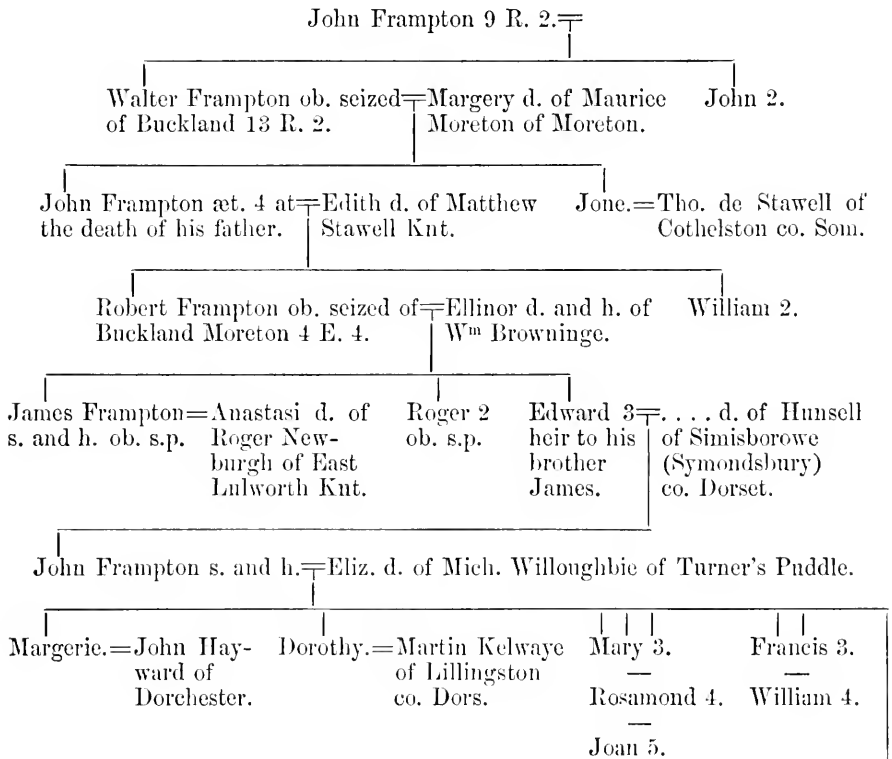 John Frampton 9 R. 2.
Walter Frampton ob. seized of Buckland 13 R. 2.
= Margery d. of Maurice Moreton of Moreton.
John 2.
John Frampton æt. 4 at the death of his father.
= Edith d. of Matthew Stawell Knt.
Jone. = Tho. de Stawell of Cothelston co. Som.
Robert Frampton ob. seized of Buckland Moreton 4 E. 4.
= Ellinor d. and h. of Wm Browninge.
William 2.
James Frampton s. and h. ob. s.p.
= Anastasi d. of Roger New-
burgh of East
Lulworth Knt.
Roger 2
ob. s.p.
Edward 3
heir to his
brother
James.
= . . . . d. of Hunsell
of Simisborowe
(Symondsbury)
co. Dorset.
John Frampton s. and h. = Eliz. d. of Mich. Willoughbie of Turner's Puddle.
Margerie. = John Hay-
ward of
Dorchester.
Dorothy. = Martin Kelwaye
of Lillingston
co. Dors.
Mary 3.
—
Rosamond 4.
—
Joan 5.
Francis 3.
—
William 4.